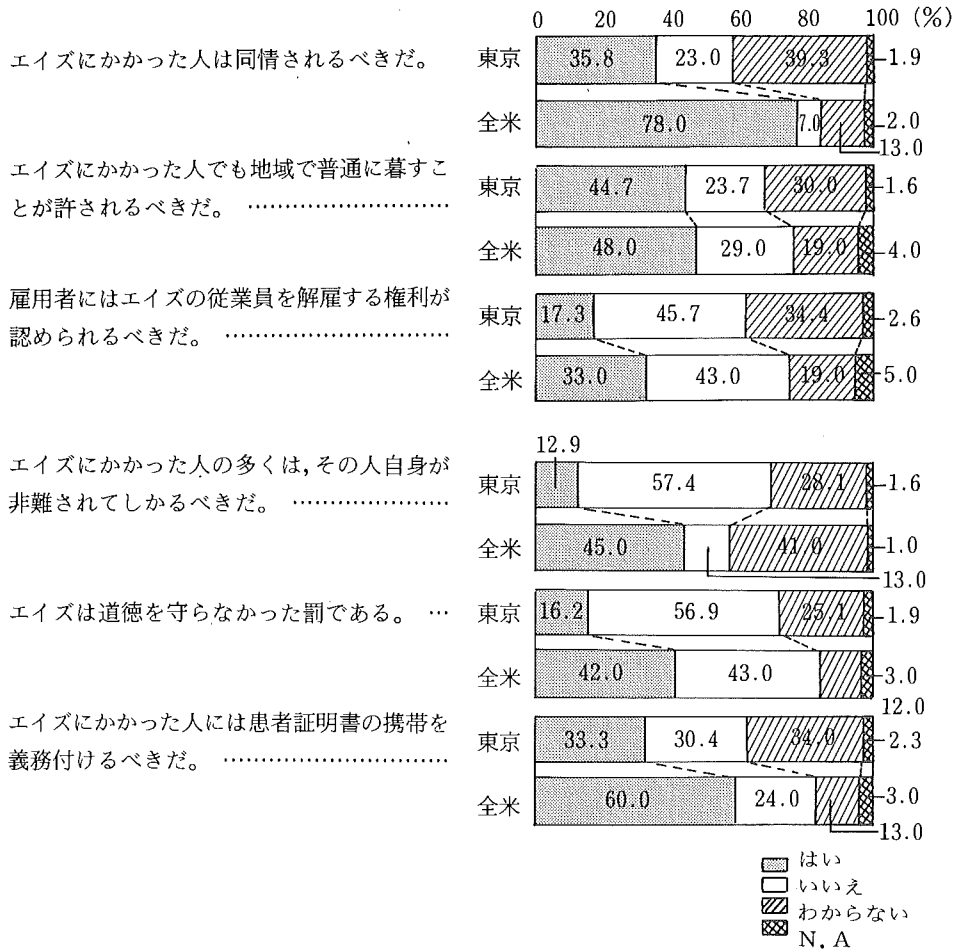 0 20 40 60 80 100 (%)
エイズにかかった人は同情されるべきだ。
東京 35.8 23.0 39.3 1.9
全米 78.0 7.0 2.0
13.0
エイズにかかった人でも地域で普通に暮すこ
とが許されるべきだ。 ………………………
東京 44.7 23.7 30.0 1.6
全米 48.0 29.0 19.0 4.0
雇用者にはエイズの従業員を解雇する権利が
認められるべきだ。 ………………………
東京 17.3 45.7 34.4 2.6
全米 33.0 43.0 19.0 5.0
エイズにかかった人の多くは,その人自身が
非難されてしかるべきだ。 ………………
12.9
東京 57.4 28.1 1.6
全米 45.0 41.0 1.0
13.0
エイズは道徳を守らなかった罰である。 …
東京 16.2 56.9 25.1 1.9
全米 42.0 43.0 3.0
12.0
エイズにかかった人には患者証明書の携帯を
義務付けるべきだ。 ………………………
東京 33.3 30.4 34.0 2.3
全米 60.0 24.0 3.0
13.0
はい
いいえ
わからない
N, A